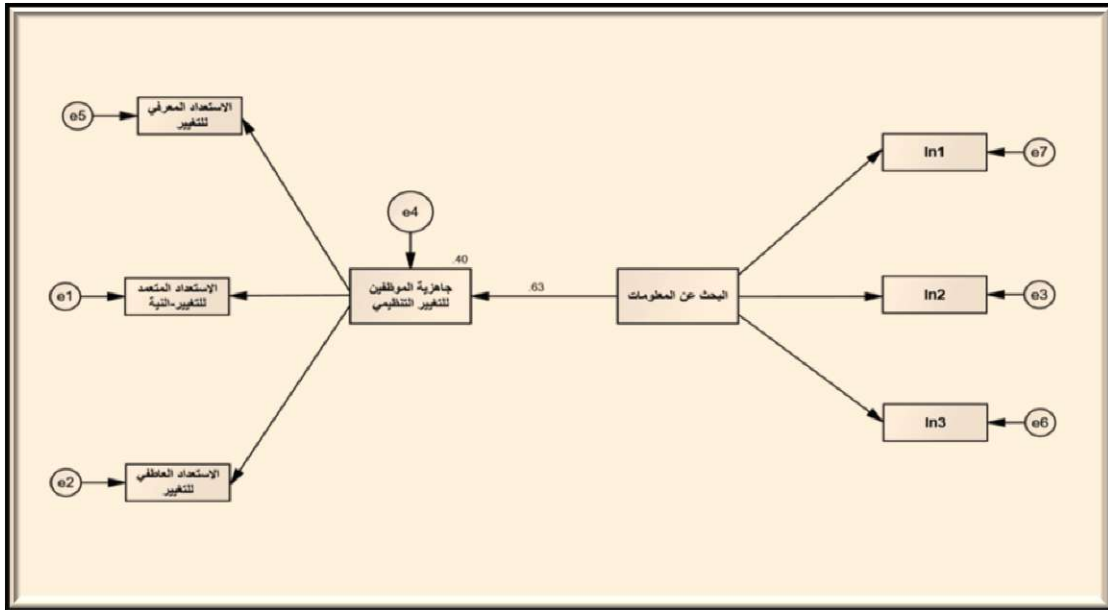 e5
الاستعداد المعرفي
للتغيير
In1
e7
e4
.40
e1
الاستعداد المتعمد
للتغيير-النية
جاهزية الموظفين
للتغيير التنظيمي
.63
البحث عن المعلومات
In2
e3
In3
e6
e2
الإستعداد العاطفي
للتغيير